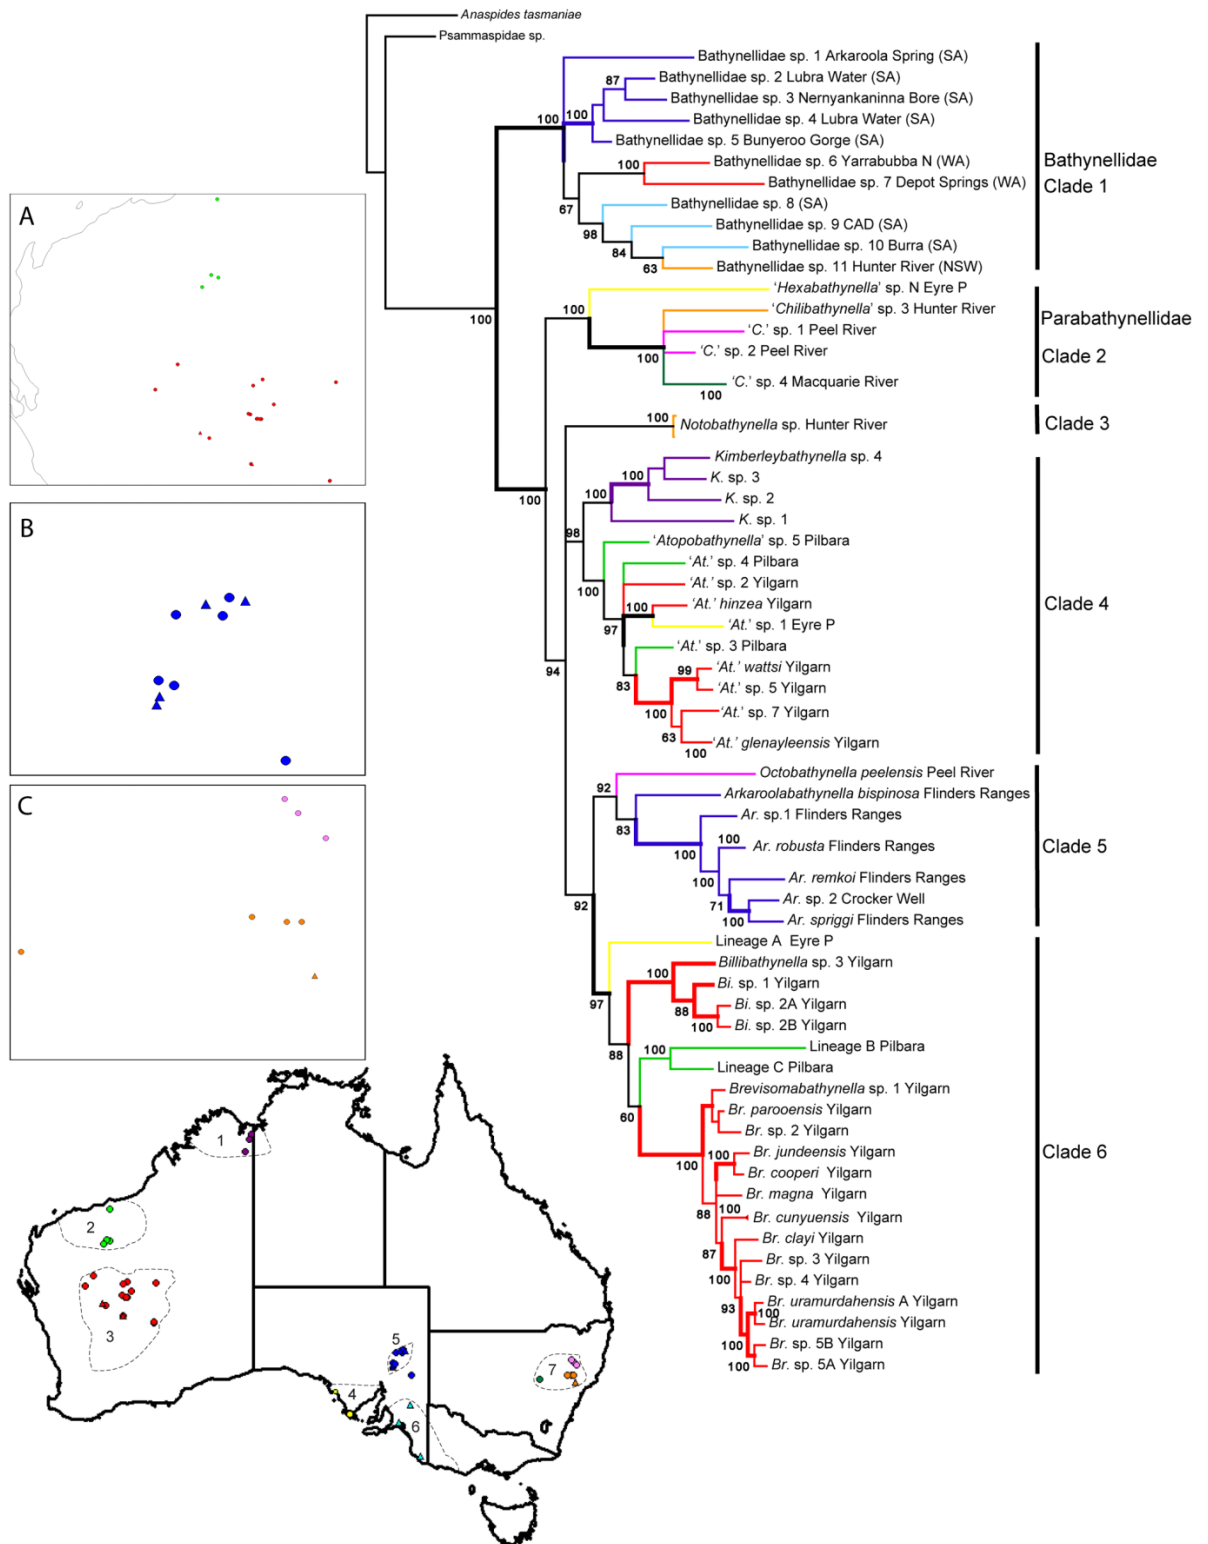 Anaspides tasmaniae
Psammaspidae sp.
Bathynellidae sp. 1 Arkaroola Spring (SA)
87
Bathynellidae sp. 2 Lubra Water (SA)
Bathynellidae sp. 3 Nernyankaninna Bore (SA)
100
100
Bathynellidae sp. 4 Lubra Water (SA)
Bathynellidae sp. 5 Bunyeroo Gorge (SA)
100
Bathynellidae sp. 6 Yarrabubba N (WA)
Bathynellidae sp. 7 Depot Springs (WA)
67
Bathynellidae sp. 8 (SA)
98
Bathynellidae sp. 9 CAD (SA)
84
Bathynellidae sp. 10 Burra (SA)
63
Bathynellidae sp. 11 Hunter River (NSW)
Bathynellidae
Clade 1
100
100
'Hexabathynella' sp. N Eyre P
'Chilibathynella' sp. 3 Hunter River
'C.' sp. 1 Peel River
100
'C.' sp. 2 Peel River
'C.' sp. 4 Macquarie River
100
Parabathynellidae
Clade 2
100
100
Notobathynella sp. Hunter River
Clade 3
Kimberleybathynella sp. 4
100
K. sp. 3
100
K. sp. 2
K. sp. 1
98
'Atopobathynella' sp. 5 Pilbara
100
'At.' sp. 4 Pilbara
'At.' sp. 2 Yilgarn
100
'At.' hinzea Yilgarn
97
'At.' sp. 1 Eyre P
'At.' sp. 3 Pilbara
83
99
'At.' wattsi Yilgarn
'At.' sp. 5 Yilgarn
100
'At.' sp. 7 Yilgarn
63
'At.' glenayleensis Yilgarn
100
Clade 4
94
92
Octobathynella peelensis Peel River
83
Arkaroolabathynella bispinosa Flinders Ranges
Ar. sp.1 Flinders Ranges
100
100
Ar. robusta Flinders Ranges
100
Ar. remkoi Flinders Ranges
71
Ar. sp. 2 Crocker Well
100
Ar. spriggi Flinders Ranges
Clade 5
92
Lineage A Eyre P
97
100
Billibathynella sp. 3 Yilgarn
88
Bi. sp. 1 Yilgarn
Bi. sp. 2A Yilgarn
100
Bi. sp. 2B Yilgarn
88
100
Lineage B Pilbara
Lineage C Pilbara
60
Brevisomabathynella sp. 1 Yilgarn
Br. parooensis Yilgarn
Br. sp. 2 Yilgarn
100
100
Br. jundeensis Yilgarn
Br. cooperi Yilgarn
Br. magna Yilgarn
88
100
Br. cunyuensis Yilgarn
87
Br. clayi Yilgarn
Br. sp. 3 Yilgarn
100
Br. sp. 4 Yilgarn
93
Br. uramurdahensis A Yilgarn
100
Br. uramurdahensis Yilgarn
100
Br. sp. 5B Yilgarn
100
Br. sp. 5A Yilgarn
Clade 6
A
B
C
1
2
3
4
5
6
7